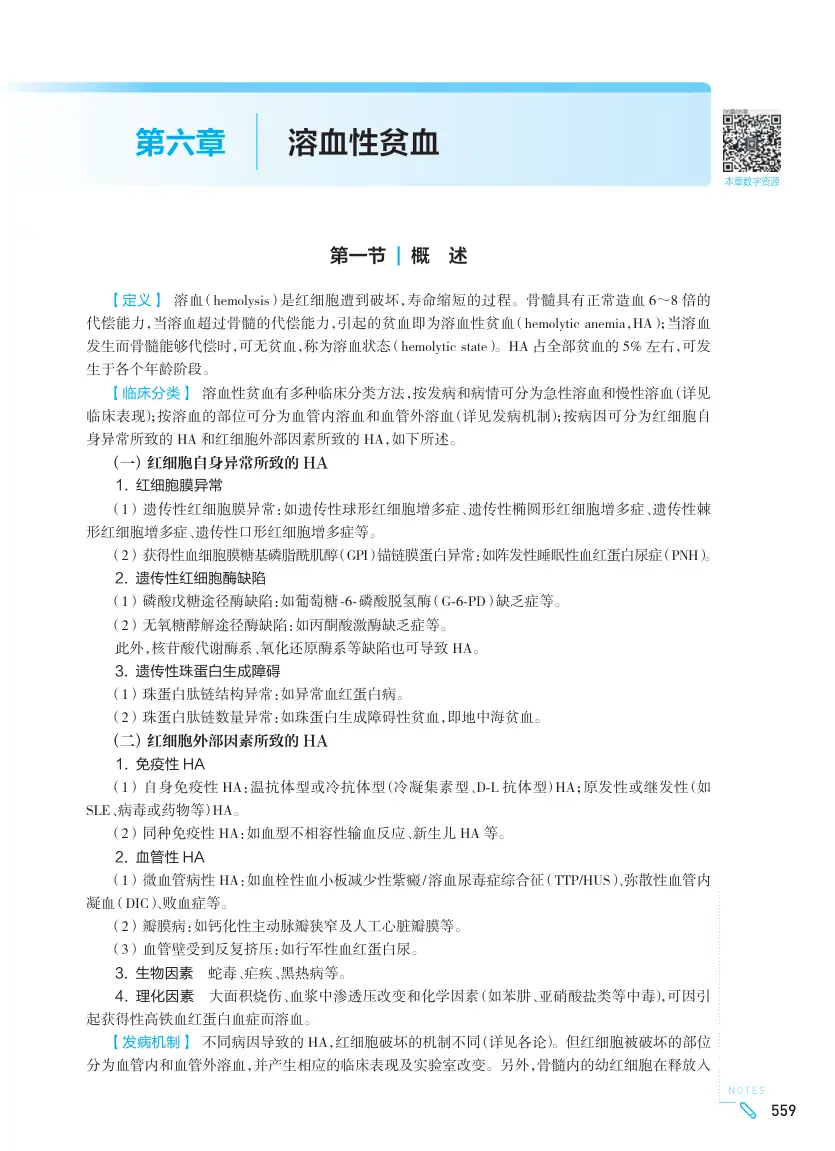 第六章 溶血性贫血
本章数字资源
第一节 | 概 述
【定义】 溶血（hemolysis）是红细胞遭到破坏，寿命缩短的过程。骨髓具有正常造血 6～8 倍的
代偿能力，当溶血超过骨髓的代偿能力，引起的贫血即为溶血性贫血（hemolytic anemia，HA）；当溶血
发生而骨髓能够代偿时，可无贫血，称为溶血状态（hemolytic state）。HA 占全部贫血的 5% 左右，可发
生于各个年龄阶段。
【临床分类】 溶血性贫血有多种临床分类方法，按发病和病情可分为急性溶血和慢性溶血（详见
临床表现）；按溶血的部位可分为血管内溶血和血管外溶血（详见发病机制）；按病因可分为红细胞自
身异常所致的 HA 和红细胞外部因素所致的 HA，如下所述。
（一）红细胞自身异常所致的 HA
1. 红细胞膜异常
（1）遗传性红细胞膜异常：如遗传性球形红细胞增多症、遗传性椭圆形红细胞增多症、遗传性棘
形红细胞增多症、遗传性口形红细胞增多症等。
（2）获得性血细胞膜糖基磷脂酰肌醇（GPI）锚链膜蛋白异常：如阵发性睡眠性血红蛋白尿症（PNH）。
2. 遗传性红细胞酶缺陷
（1）磷酸戊糖途径酶缺陷：如葡萄糖 -6- 磷酸脱氢酶（G-6-PD）缺乏症等。
（2）无氧糖酵解途径酶缺陷：如丙酮酸激酶缺乏症等。
此外，核苷酸代谢酶系、氧化还原酶系等缺陷也可导致 HA。
3. 遗传性珠蛋白生成障碍
（1）珠蛋白肽链结构异常：如异常血红蛋白病。
（2）珠蛋白肽链数量异常：如珠蛋白生成障碍性贫血，即地中海贫血。
（二）红细胞外部因素所致的 HA
1. 免疫性 HA
（1）自身免疫性 HA：温抗体型或冷抗体型（冷凝集素型、D-L 抗体型）HA；原发性或继发性（如
SLE、病毒或药物等）HA。
（2）同种免疫性 HA：如血型不相容性输血反应、新生儿 HA 等。
2. 血管性 HA
（1）微血管病性 HA：如血栓性血小板减少性紫癜/溶血尿毒症综合征（TTP/HUS）、弥散性血管内
凝血（DIC）、败血症等。
（2）瓣膜病：如钙化性主动脉瓣狭窄及人工心脏瓣膜等。
（3）血管壁受到反复挤压：如行军性血红蛋白尿。
3. 生物因素 蛇毒、疟疾、黑热病等。
4. 理化因素 大面积烧伤、血浆中渗透压改变和化学因素（如苯肼、亚硝酸盐类等中毒），可因引
起获得性高铁血红蛋白血症而溶血。
【发病机制】 不同病因导致的 HA，红细胞破坏的机制不同（详见各论）。但红细胞被破坏的部位
分为血管内和血管外溶血，并产生相应的临床表现及实验室改变。另外，骨髓内的幼红细胞在释放入
NOTES
559